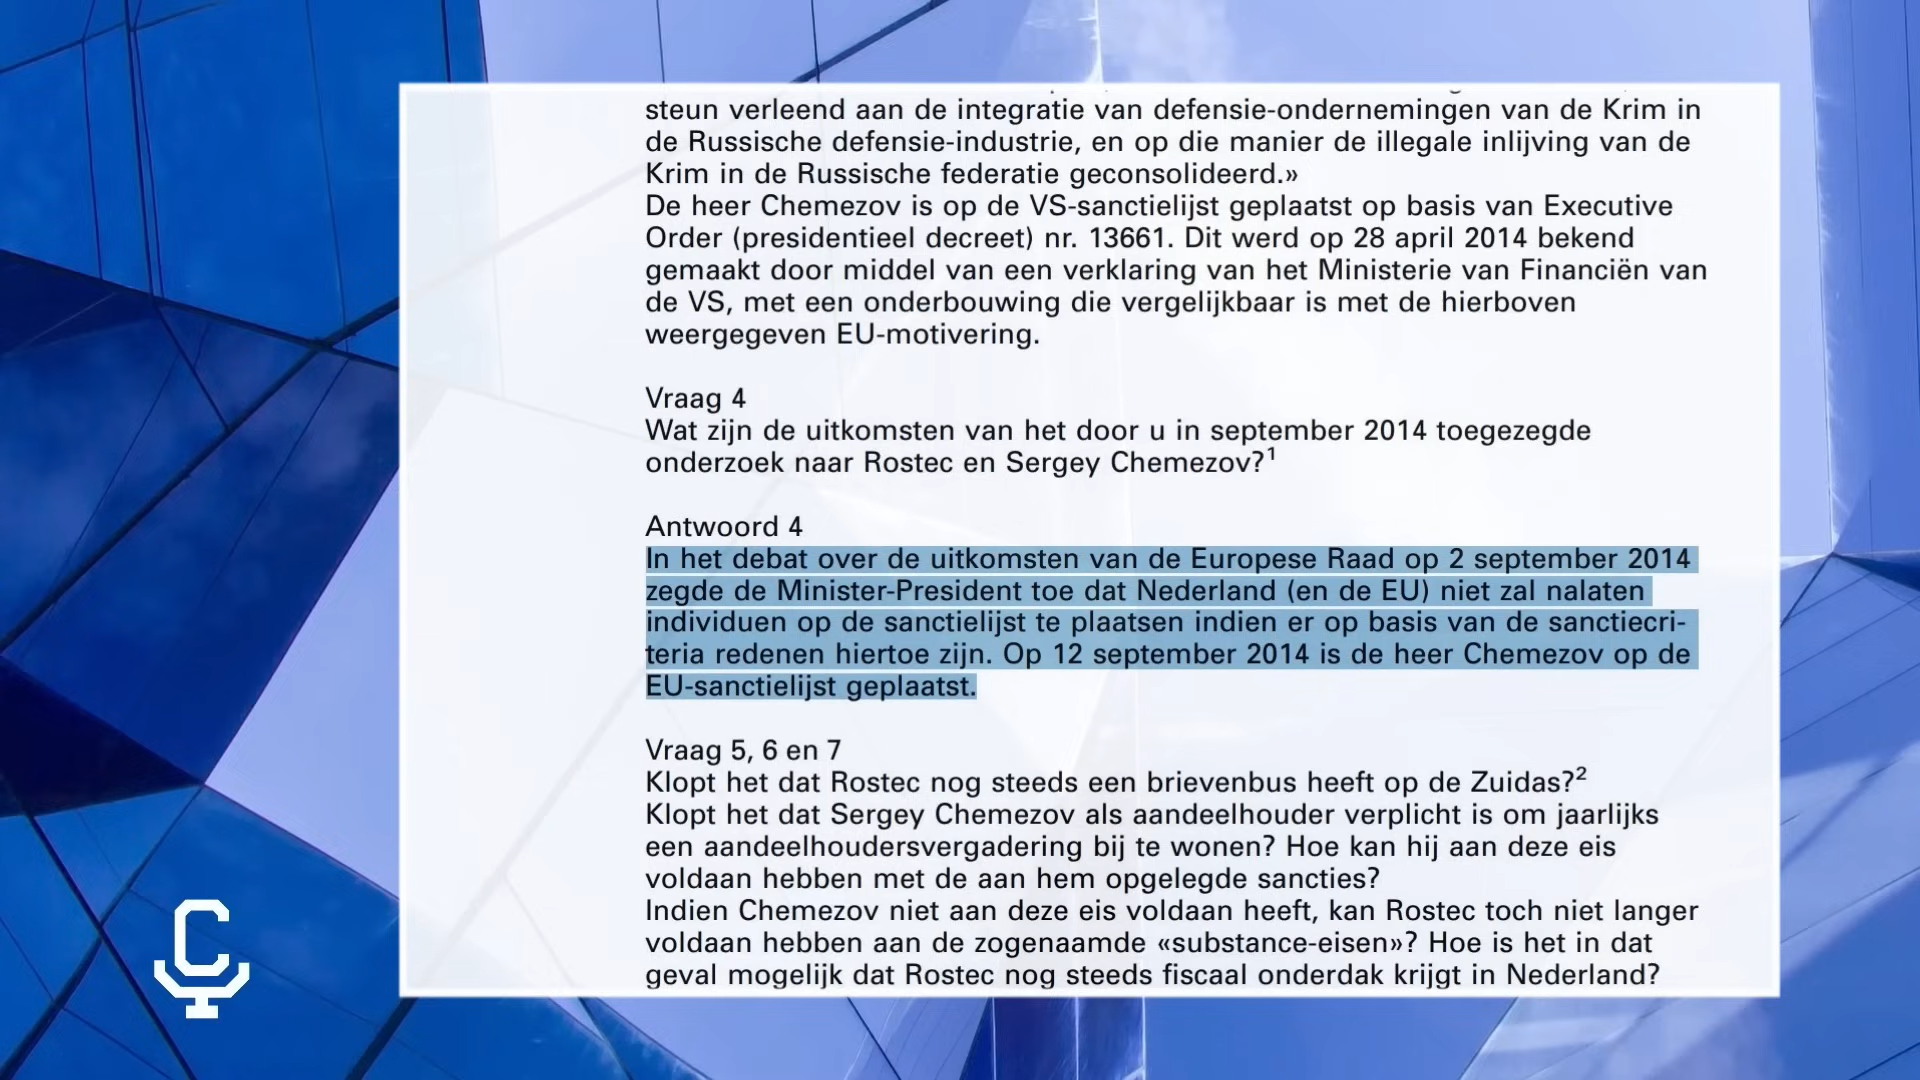 steun verleend aan de integratie van defensie-ondernemingen van de Krim in
de Russische defensie-industrie, en op die manier de illegale inlijving van de
Krim in de Russische federatie geconsolideerd.»
De heer Chemezov is op de VS-sanctielijst geplaatst op basis van Executive
Order (presidentieel decreet) nr. 13661. Dit werd op 28 april 2014 bekend
gemaakt door middel van een verklaring van het Ministerie van Financiën van
de VS, met een onderbouwing die vergelijkbaar is met de hierboven
weergegeven EU-motivering.
Vraag 4
Wat zijn de uitkomsten van het door u in september 2014 toegezegde
onderzoek naar Rostec en Sergey Chemezov?¹
Antwoord 4
In het debat over de uitkomsten van de Europese Raad op 2 september 2014
zegde de Minister-President toe dat Nederland (en de EU) niet zal nalaten
individuen op de sanctielijst te plaatsen indien er op basis van de sanctiecri-
teria redenen hiertoe zijn. Op 12 september 2014 is de heer Chemezov op de
EU-sanctielijst geplaatst.
Vraag 5, 6 en 7
Klopt het dat Rostec nog steeds een brievenbus heeft op de Zuidas?²
Klopt het dat Sergey Chemezov als aandeelhouder verplicht is om jaarlijks
een aandeelhoudersvergadering bij te wonen? Hoe kan hij aan deze eis
voldaan hebben met de aan hem opgelegde sancties?
Indien Chemezov niet aan deze eis voldaan heeft, kan Rostec toch niet langer
voldaan hebben aan de zogenaamde «substance-eisen»? Hoe is het in dat
geval mogelijk dat Rostec nog steeds fiscaal onderdak krijgt in Nederland?